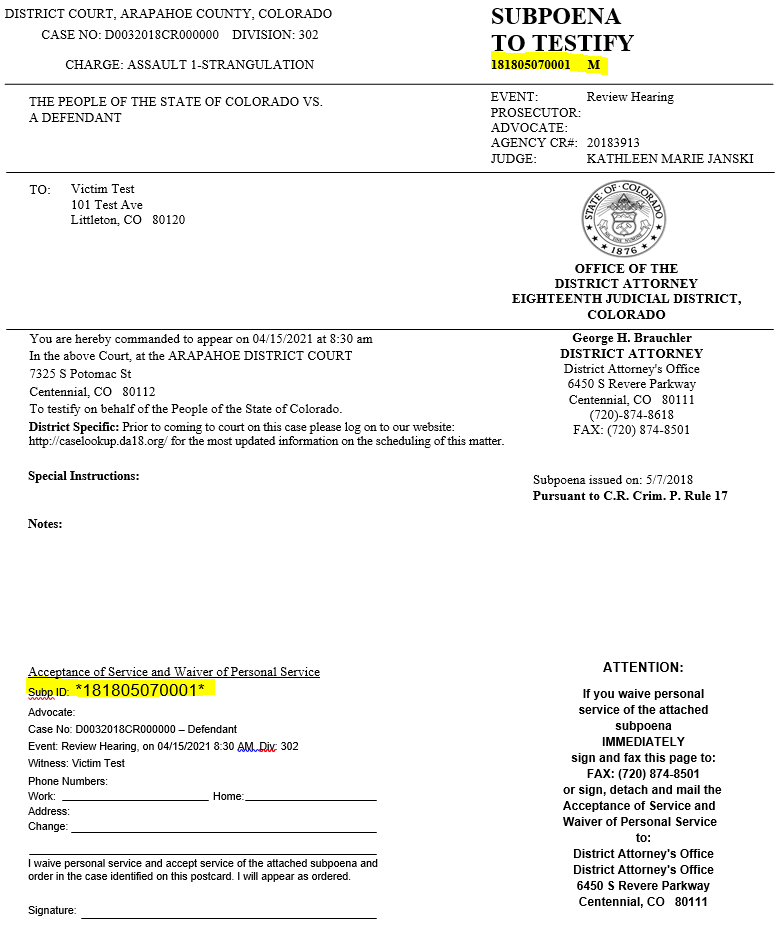 DISTRICT COURT, ARAPAHOE COUNTY, COLORADO
CASE NO: D0032018CR000000 DIVISION: 302
CHARGE: ASSAULT 1-STRANGULATION
SUBPOENA
TO TESTIFY
181805070001 M
THE PEOPLE OF THE STATE OF COLORADO VS.
A DEFENDANT
EVENT: Review Hearing
PROSECUTOR:
ADVOCATE:
AGENCY CR#: 20183913
JUDGE: KATHLEEN MARIE JANSKI
TO: Victim Test
101 Test Ave
Littleton, CO 80120
STATE OF COLORADO
1876
OFFICE OF THE
DISTRICT ATTORNEY
EIGHTEENTH JUDICIAL DISTRICT,
COLORADO
You are hereby commanded to appear on 04/15/2021 at 8:30 am
In the above Court, at the ARAPAHOE DISTRICT COURT
7325 S Potomac St
Centennial, CO 80112
To testify on behalf of the People of the State of Colorado.
District Specific: Prior to coming to court on this case please log on to our website:
http://caselookup.da18.org/ for the most updated information on the scheduling of this matter.
George H. Brauchler
DISTRICT ATTORNEY
District Attorney's Office
6450 S Revere Parkway
Centennial, CO 80111
(720)-874-8618
FAX: (720) 874-8501
Special Instructions:
Subpoena issued on: 5/7/2018
Pursuant to C.R. Crim. P. Rule 17
Notes:
Acceptance of Service and Waiver of Personal Service
Subp ID: *181805070001*
Advocate:
Case No: D0032018CR000000 – Defendant
Event: Review Hearing, on 04/15/2021 8:30 AM, Div: 302
Witness: Victim Test
Phone Numbers:
Work: Home:
Address:
Change:
I waive personal service and accept service of the attached subpoena and
order in the case identified on this postcard. I will appear as ordered.
Signature:
ATTENTION:
If you waive personal
service of the attached
subpoena
IMMEDIATELY
sign and fax this page to:
FAX: (720) 874-8501
or sign, detach and mail the
Acceptance of Service and
Waiver of Personal Service
to:
District Attorney's Office
District Attorney's Office
6450 S Revere Parkway
Centennial, CO 80111